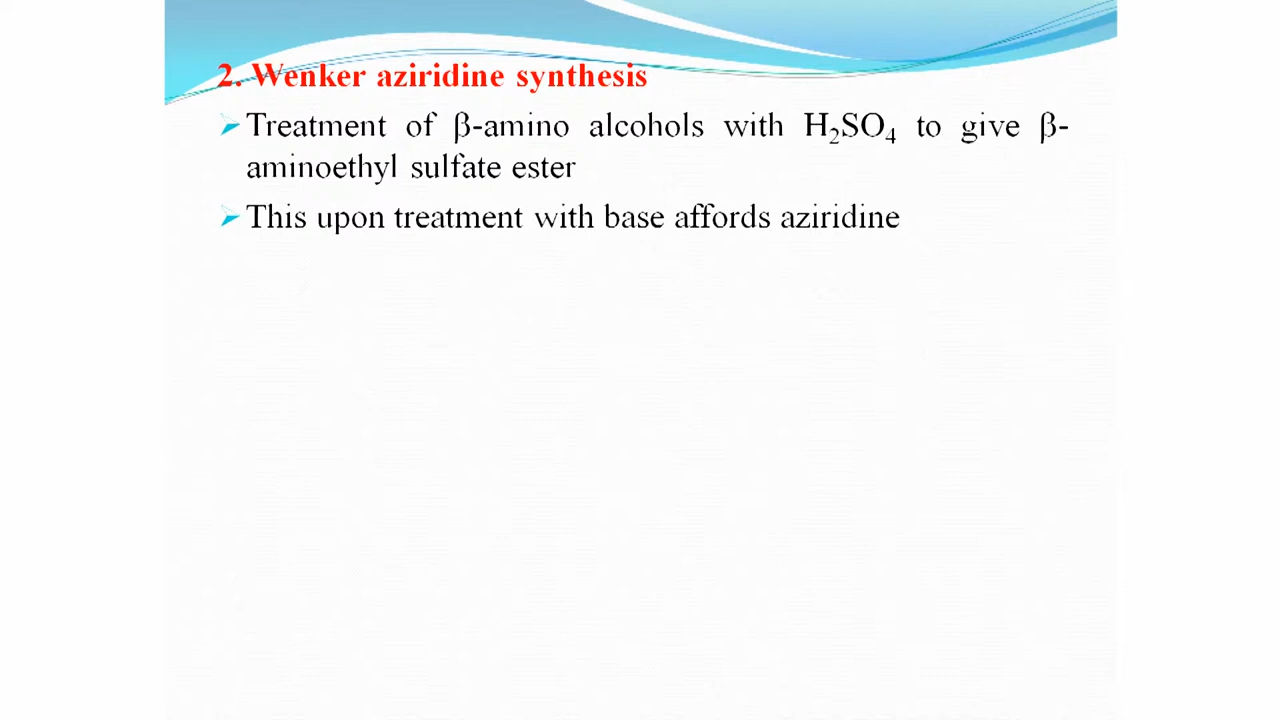 2. Wenker aziridine synthesis
➢Treatment of β-amino alcohols with H₂SO₄ to give β-
aminoethyl sulfate ester
➢This upon treatment with base affords aziridine